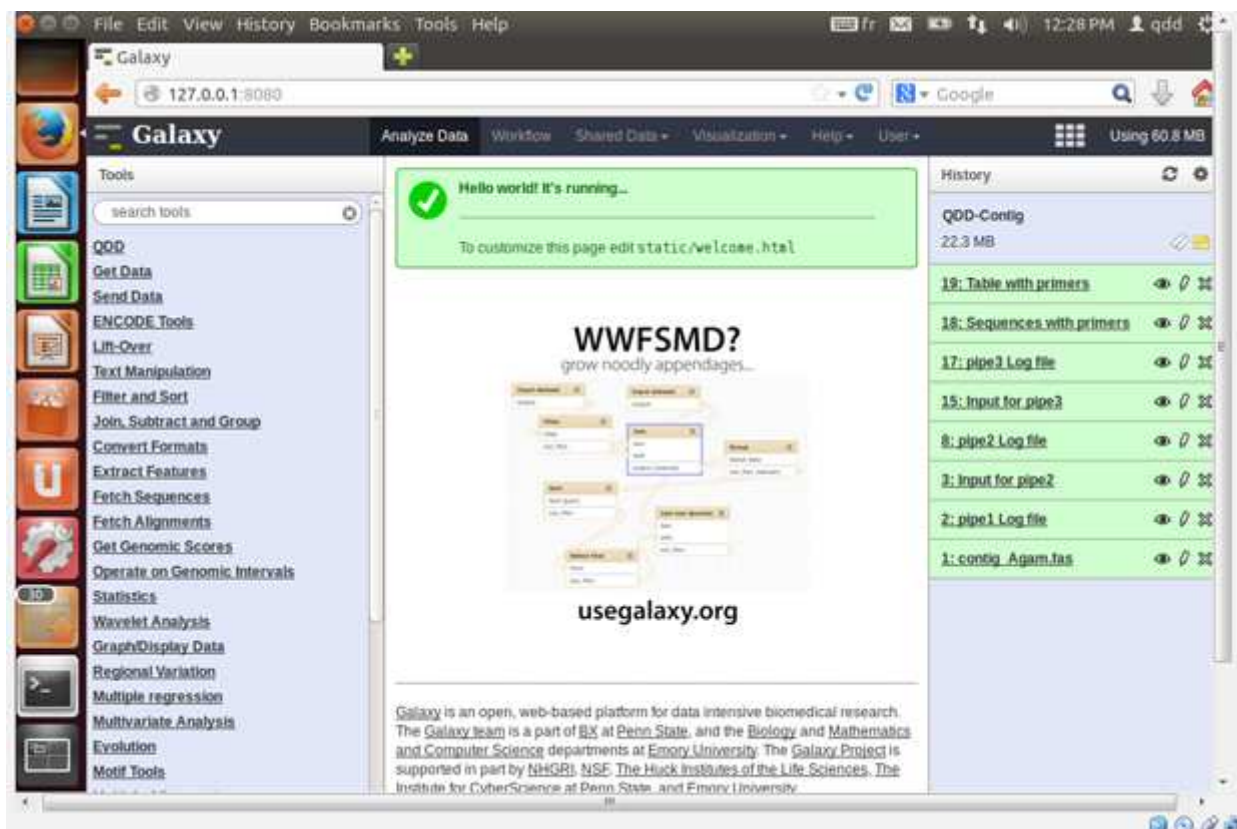 File Edit View History Bookmarks Tools Help
fr
12:28 PM
qdd
Galaxy
127.0.0.1:8080
Google
Galaxy
Analyze Data
Workflow
Shared Data
Visualization
Help
User
Using 60.8 MB
Tools
search tools
QDD
Get Data
Send Data
ENCODE Tools
Lift-Over
Text Manipulation
Filter and Sort
Join, Subtract and Group
Convert Formats
Extract Features
Fetch Sequences
Fetch Alignments
Get Genomic Scores
Operate on Genomic Intervals
Statistics
Wavelet Analysis
Graph/Display Data
Regional Variation
Multiple regression
Multivariate Analysis
Evolution
Motif Tools
Hello world! It's running...
To customize this page edit static/welcome.html
WWFSMD?
grow noodly appendages...
usegalaxy.org
Galaxy is an open, web-based platform for data intensive biomedical research.
The Galaxy team is a part of BX at Penn State, and the Biology and Mathematics
and Computer Science departments at Emory University. The Galaxy Project is
supported in part by NHGRI, NSF, The Huck Institutes of the Life Sciences, The
Institute for CyberScience at Penn State, and Emory University.
History
QDD-Contig
22.3 MB
19: Table with primers
18: Sequences with primers
17: pipe3 Log file
15: Input for pipe3
8: pipe2 Log file
3: Input for pipe2
2: pipe1 Log file
1: contig_Agam.fas